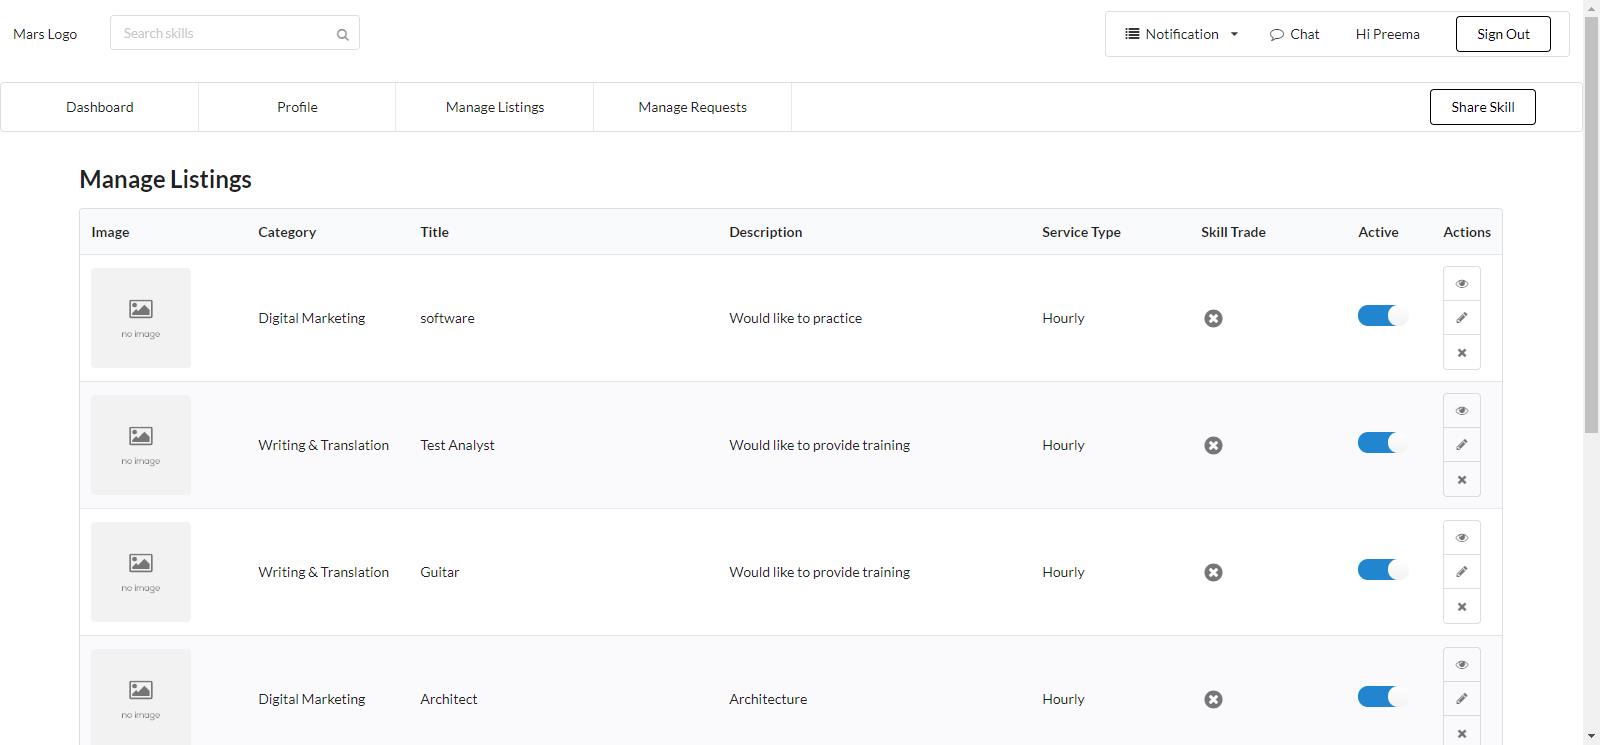 Mars Logo
Search skills
Notification
Chat
Hi Preema
Sign Out
Dashboard
Profile
Manage Listings
Manage Requests
Share Skill
Manage Listings
Image Category Title Description Service Type Skill Trade Active Actions
no image Digital Marketing software Would like to practice Hourly
no image Writing & Translation Test Analyst Would like to provide training Hourly
no image Writing & Translation Guitar Would like to provide training Hourly
no image Digital Marketing Architect Architecture Hourly